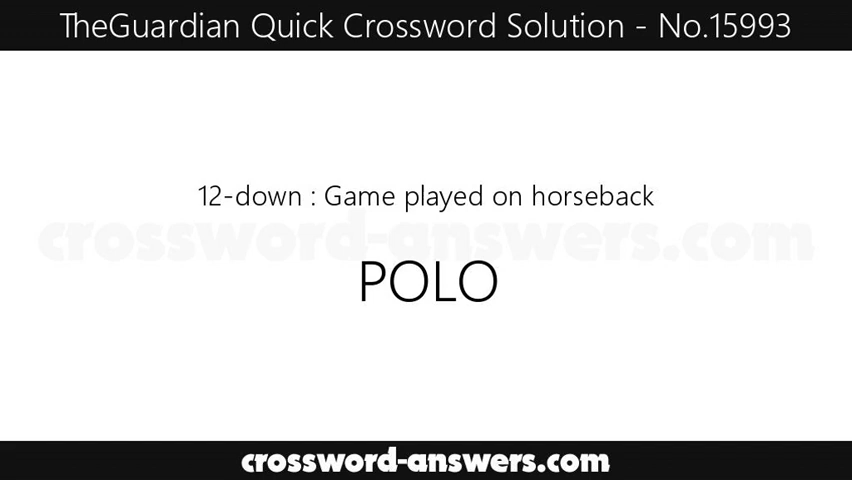 TheGuardian Quick Crossword Solution - No.15993
12-down : Game played on horseback
crossword-answers.com
POLO
crossword-answers.com